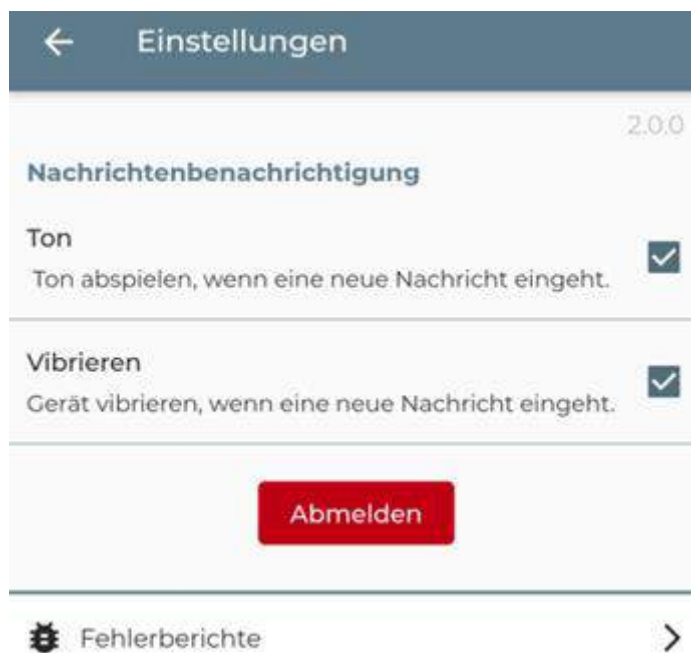 Einstellungen
2.0.0
Nachrichtenbenachrichtigung
Ton
Ton abspielen, wenn eine neue Nachricht eingeht.
Vibrieren
Gerät vibrieren, wenn eine neue Nachricht eingeht.
Abmelden
Fehlerberichte